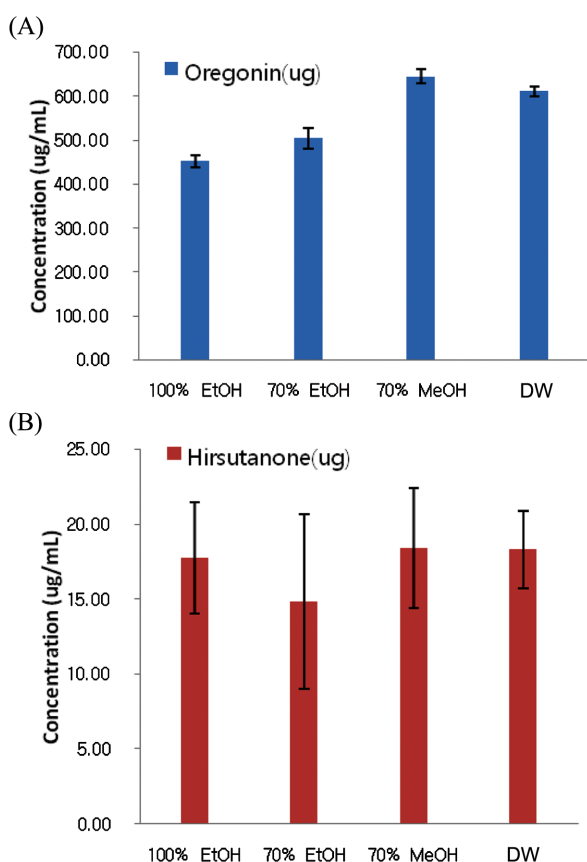 (A)
700.00
Oregonin(ug)
600.00
500.00
400.00
300.00
200.00
100.00
0.00
Concentration (ug/mL)
100% EtOH 70% EtOH 70% MeOH DW
(B)
25.00
Hirsutanone(ug)
20.00
15.00
10.00
5.00
0.00
Concentration (ug/mL)
100% EtOH 70% EtOH 70% MeOH DW